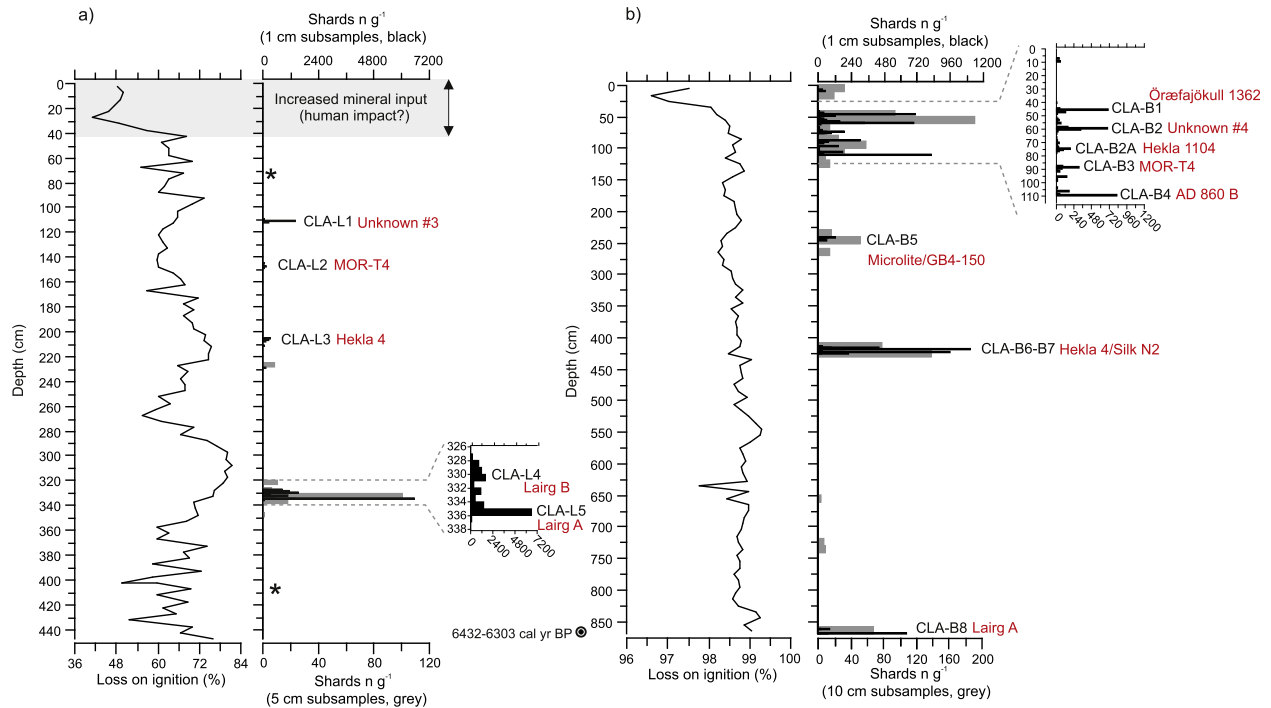 a)
Shards n g⁻¹
(1 cm subsamples, black)
0 2400 4800 7200
Increased mineral input
(human impact?)
0
20
40
60
80
100
120
140
160
180
200
220
240
260
280
300
320
340
360
380
400
420
440
Depth (cm)
*
CLA-L1 Unknown #3
CLA-L2 MOR-T4
CLA-L3 Hekla 4
326
328
330
332
334
336
338
CLA-L4
Lairg B
CLA-L5
Lairg A
0 2400 4800 7200
*
6432-6303 cal yr BP
36 48 60 72 84
Loss on ignition (%)
0 40 80 120
Shards n g⁻¹
(5 cm subsamples, grey)
b)
Shards n g⁻¹
(1 cm subsamples, black)
0 240 480 720 960 1200
0
50
100
150
200
250
300
350
400
450
500
550
600
650
700
750
800
850
Depth (cm)
0
10
20
30
40
50
60
70
80
90
100
110
Öræfajökull 1362
CLA-B1
CLA-B2 Unknown #4
CLA-B2A Hekla 1104
CLA-B3 MOR-T4
CLA-B4 AD 860 B
0 240 480 720 960 1200
CLA-B5
Microlite/GB4-150
CLA-B6-B7 Hekla 4/Silk N2
CLA-B8 Lairg A
96 97 98 99 100
Loss on ignition (%)
0 40 80 120 160 200
Shards n g⁻¹
(10 cm subsamples, grey)